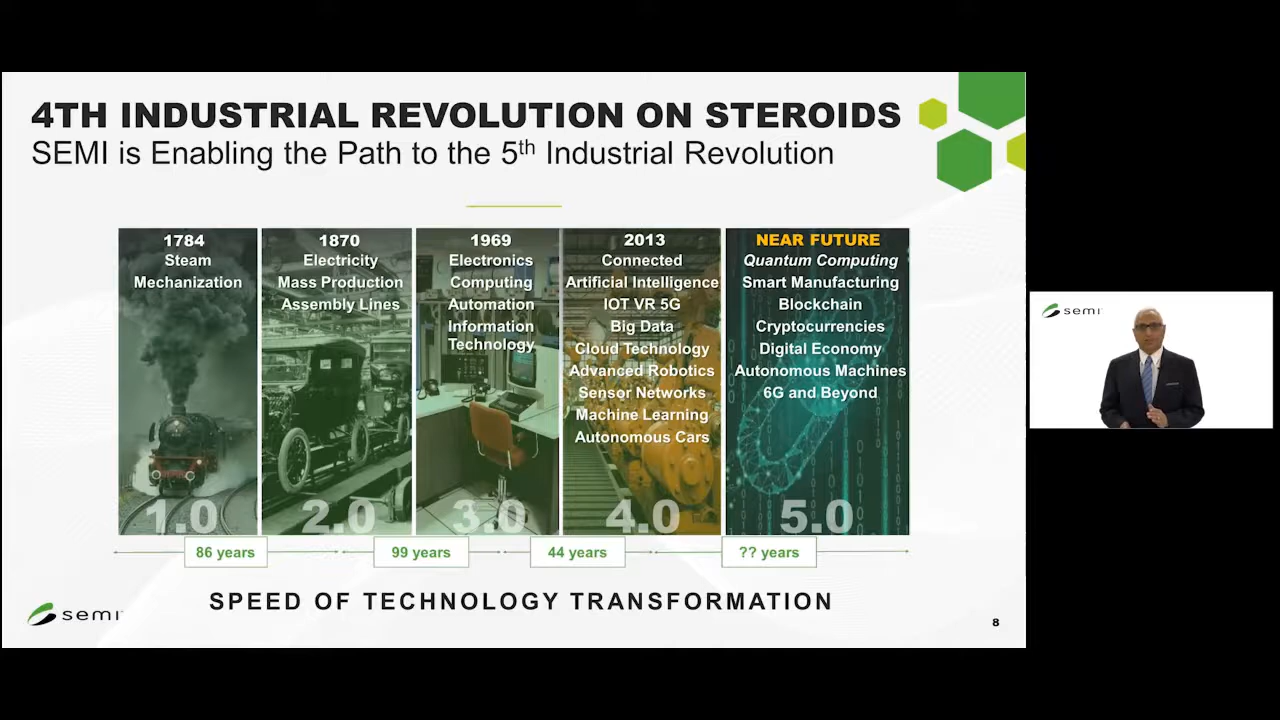 4TH INDUSTRIAL REVOLUTION ON STEROIDS
SEMI is Enabling the Path to the 5th Industrial Revolution
1784
Steam
Mechanization
1.0
1870
Electricity
Mass Production
Assembly Lines
2.0
1969
Electronics
Computing
Automation
Information
Technology
3.0
2013
Connected
Artificial Intelligence
IOT VR 5G
Big Data
Cloud Technology
Advanced Robotics
Sensor Networks
Machine Learning
Autonomous Cars
4.0
NEAR FUTURE
Quantum Computing
Smart Manufacturing
Blockchain
Cryptocurrencies
Digital Economy
Autonomous Machines
6G and Beyond
5.0
86 years
99 years
44 years
?? years
SPEED OF TECHNOLOGY TRANSFORMATION
semi
8
semi